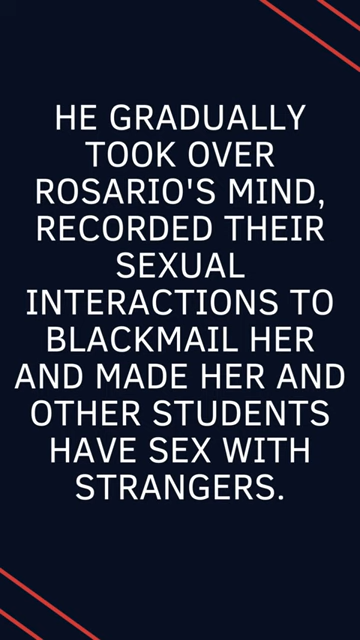 HE GRADUALLY
TOOK OVER
ROSARIO'S MIND,
RECORDED THEIR
SEXUAL
INTERACTIONS TO
BLACKMAIL HER
AND MADE HER AND
OTHER STUDENTS
HAVE SEX WITH
STRANGERS.